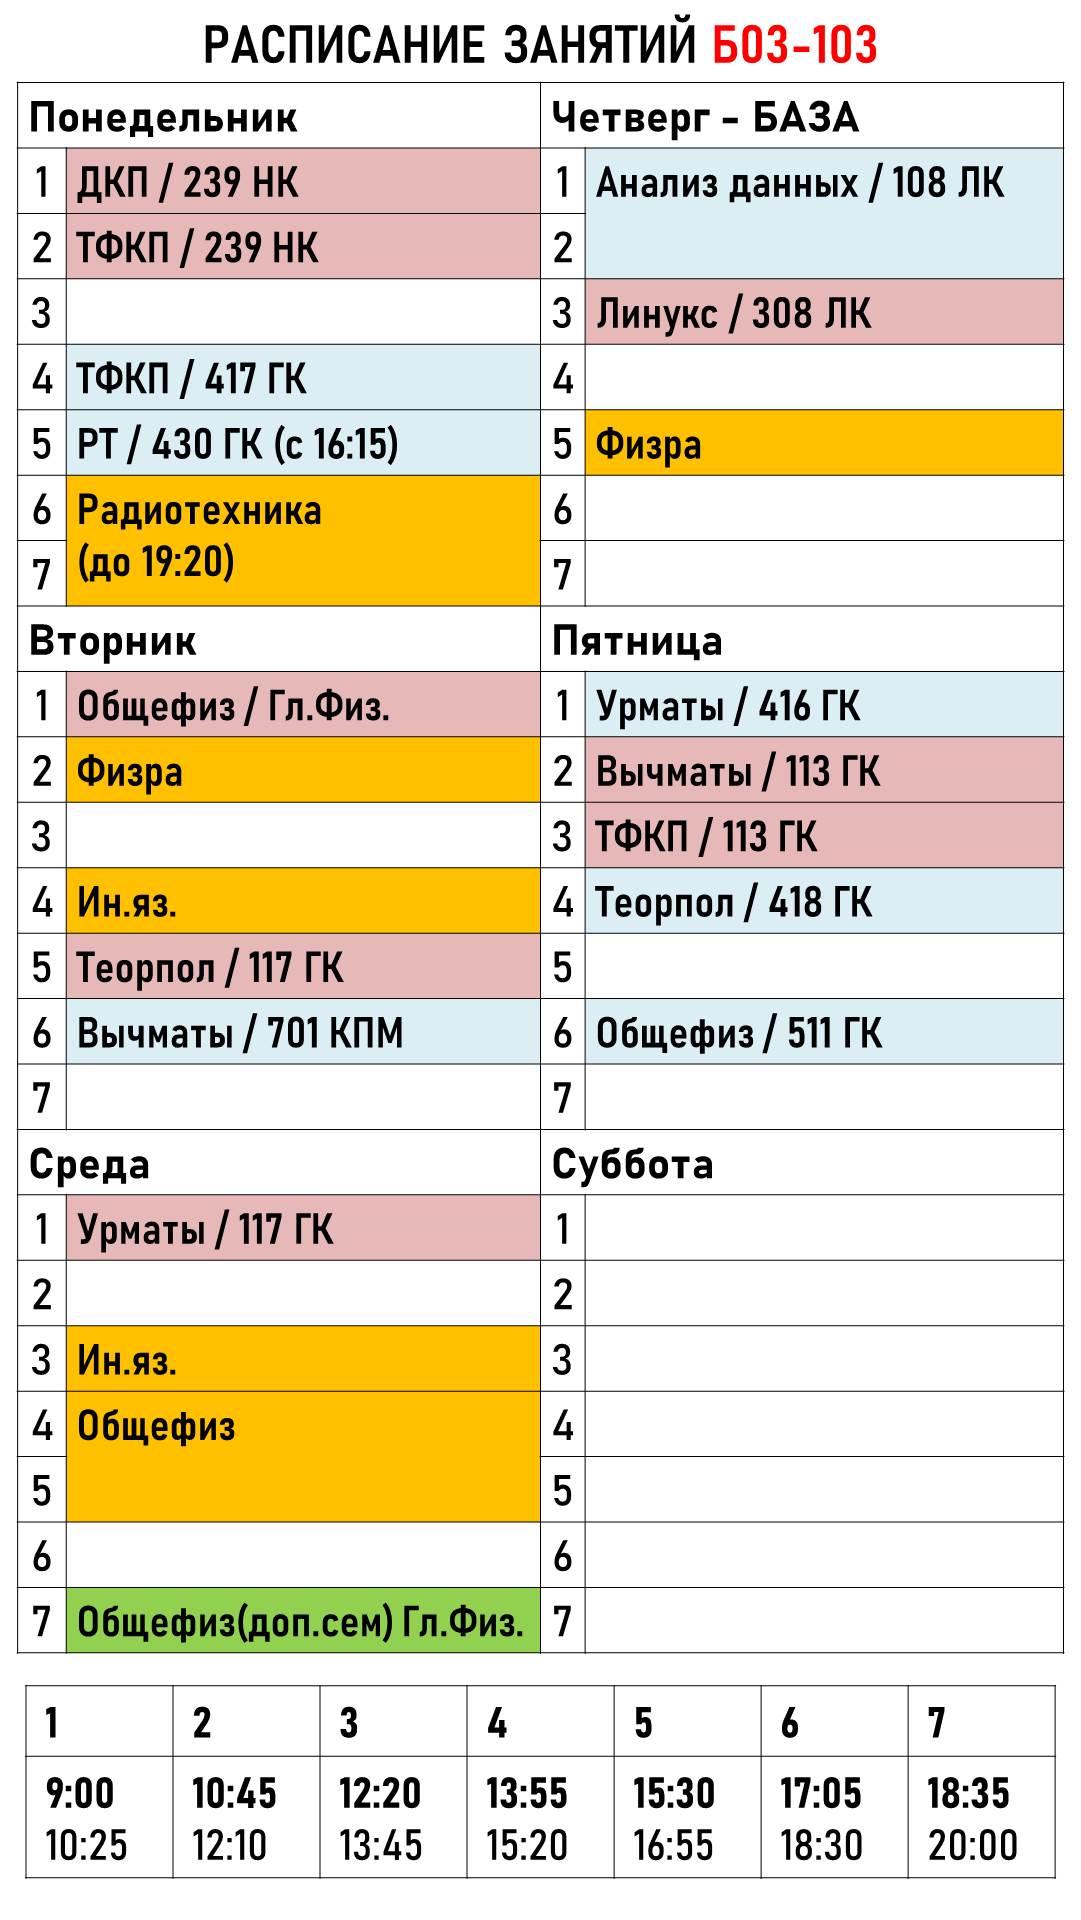 РАСПИСАНИЕ ЗАНЯТИЙ Б03-103
Понедельник
1 ДКП / 239 НК
2 ТФКП / 239 НК
3
4 ТФКП / 417 ГК
5 РТ / 430 ГК (с 16:15)
6 Радиотехника
7 (до 19:20)
Вторник
1 Общефиз / Гл.Физ.
2 Физра
3
4 Ин.яз.
5 Теорпол / 117 ГК
6 Вычматы / 701 КПМ
7
Среда
1 Урматы / 117 ГК
2
3 Ин.яз.
4 Общефиз
5
6
7 Общефиз(доп.сем) Гл.Физ.
Четверг - БАЗА
1 Анализ данных / 108 ЛК
2
3 Линукс / 308 ЛК
4
5 Физра
6
7
Пятница
1 Урматы / 416 ГК
2 Вычматы / 113 ГК
3 ТФКП / 113 ГК
4 Теорпол / 418 ГК
5
6 Общефиз / 511 ГК
7
Суббота
1
2
3
4
5
6
7
1 2 3 4 5 6 7
9:00 10:45 12:20 13:55 15:30 17:05 18:35
10:25 12:10 13:45 15:20 16:55 18:30 20:00